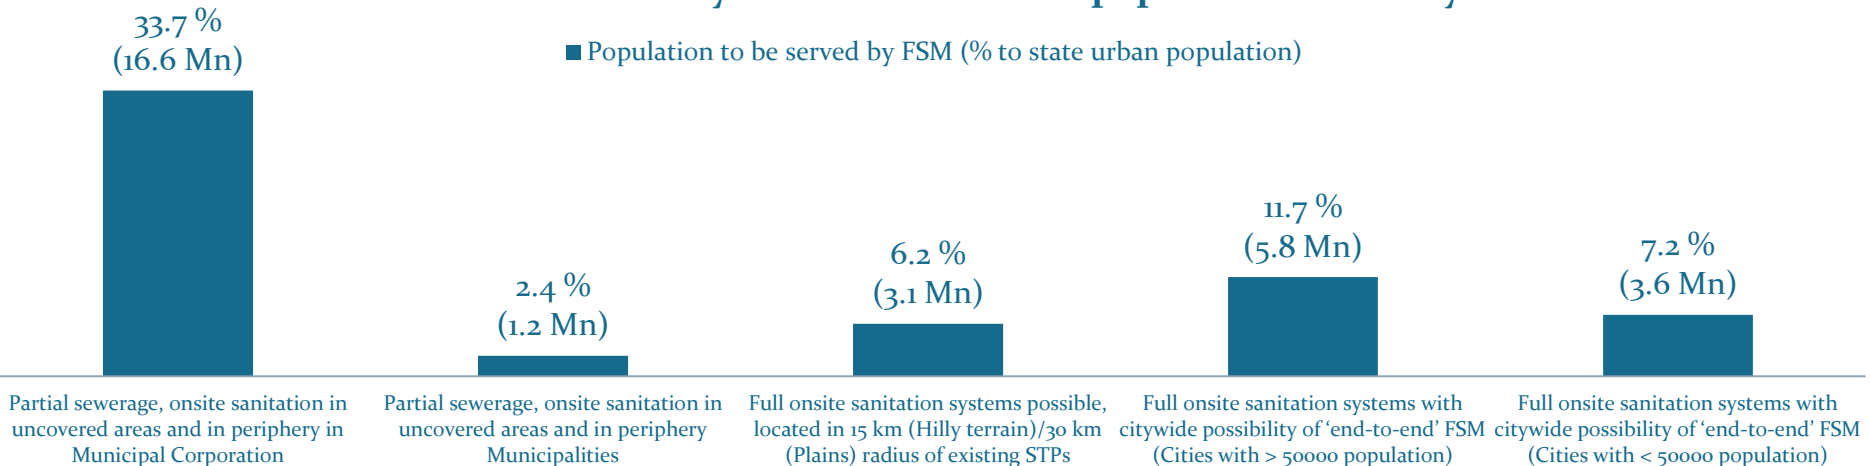 33.7 %
(16.6 Mn)
Population to be served by FSM (% to state urban population)
2.4 %
(1.2 Mn)
6.2 %
(3.1 Mn)
11.7 %
(5.8 Mn)
7.2 %
(3.6 Mn)
Partial sewerage, onsite sanitation in
uncovered areas and in periphery in
Municipal Corporation
Partial sewerage, onsite sanitation in
uncovered areas and in periphery
Municipalities
Full onsite sanitation systems possible,
located in 15 km (Hilly terrain)/30 km
(Plains) radius of existing STPs
Full onsite sanitation systems with
citywide possibility of ‘end-to-end’ FSM
(Cities with > 50000 population)
Full onsite sanitation systems with
citywide possibility of ‘end-to-end’ FSM
(Cities with < 50000 population)